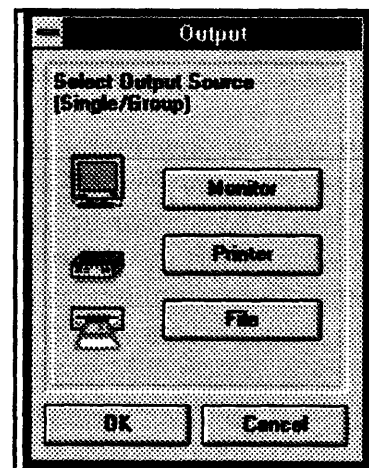 Output
Select Output Source
(Single/Group)
Monitor
Printer
File
OK
Cancel